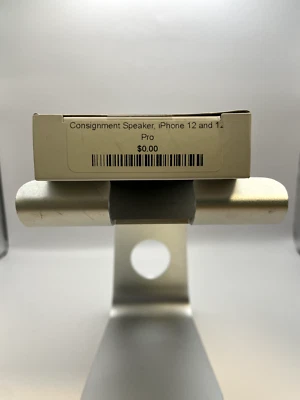 Consignment Speaker, iPhone 12 and 12
Pro
$0.00